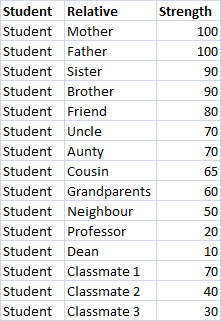 Student Relative Strength
Student Mother 100
Student Father 100
Student Sister 90
Student Brother 90
Student Friend 80
Student Uncle 70
Student Aunty 70
Student Cousin 65
Student Grandparents 60
Student Neighbour 50
Student Professor 20
Student Dean 10
Student Classmate 1 70
Student Classmate 2 40
Student Classmate 3 30